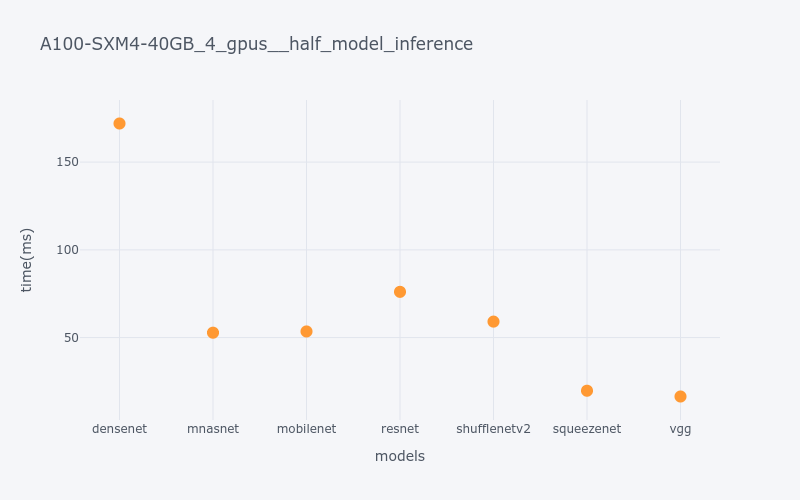 A100-SXM4-40GB_4_gpus__half_model_inference
time(ms)
150
100
50
densenet mnasnet mobilenet resnet shufflenetv2 squeezenet vgg
models